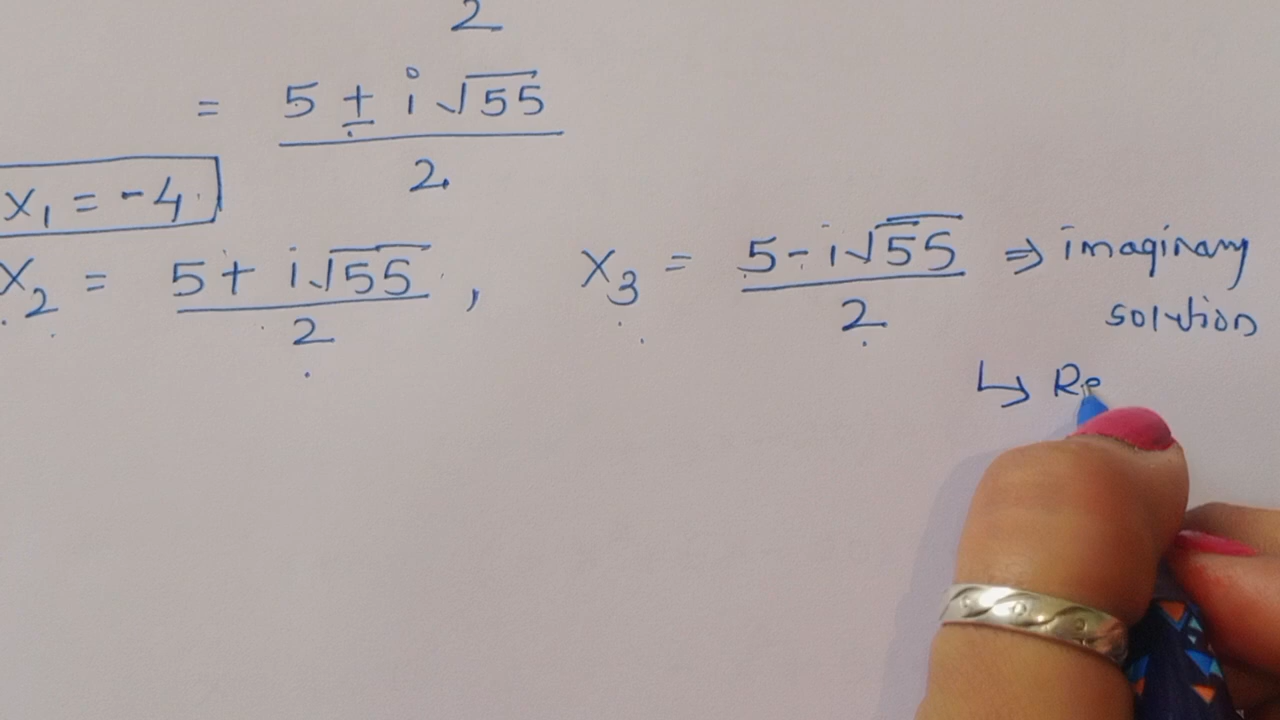 2
= 5 ± i√55
2
x₁ = -4
x₂ = 5 + i√55 / 2 , x₃ = 5 - i√55 / 2 ⇒ imaginary
solution
↳ Re